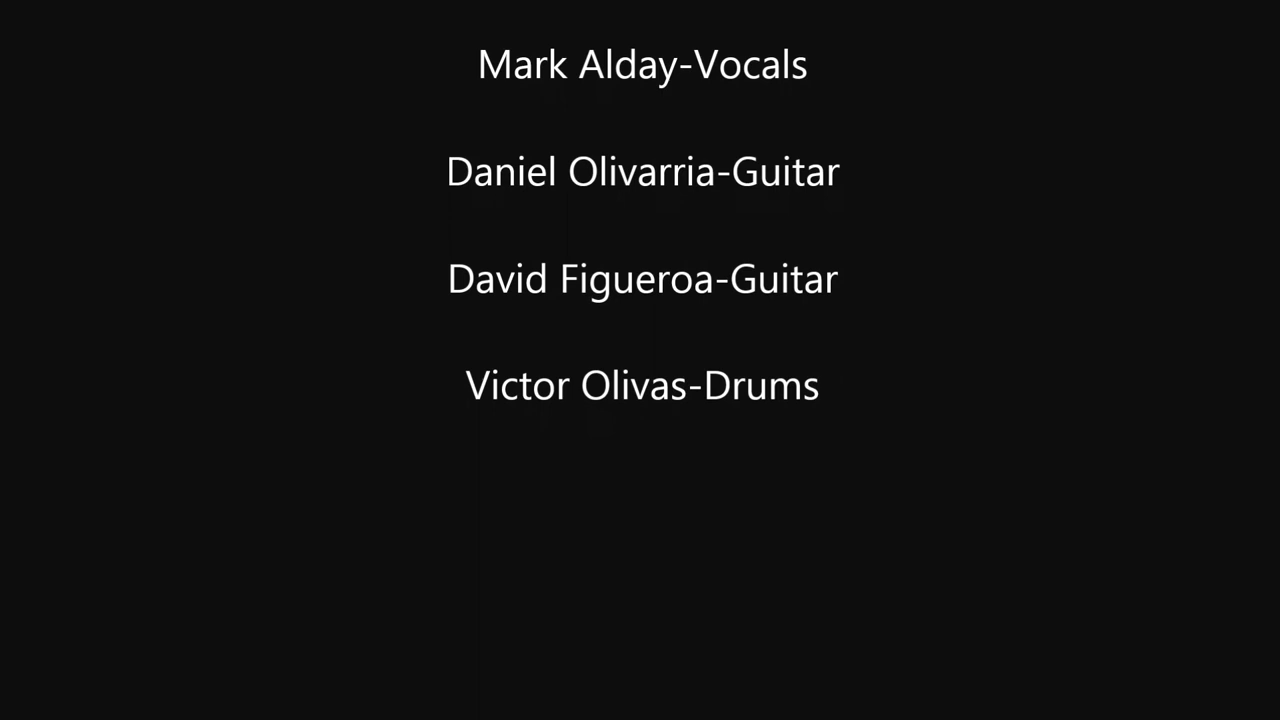 Mark Alday-Vocals
Daniel Olivarria-Guitar
David Figueroa-Guitar
Victor Olivas-Drums